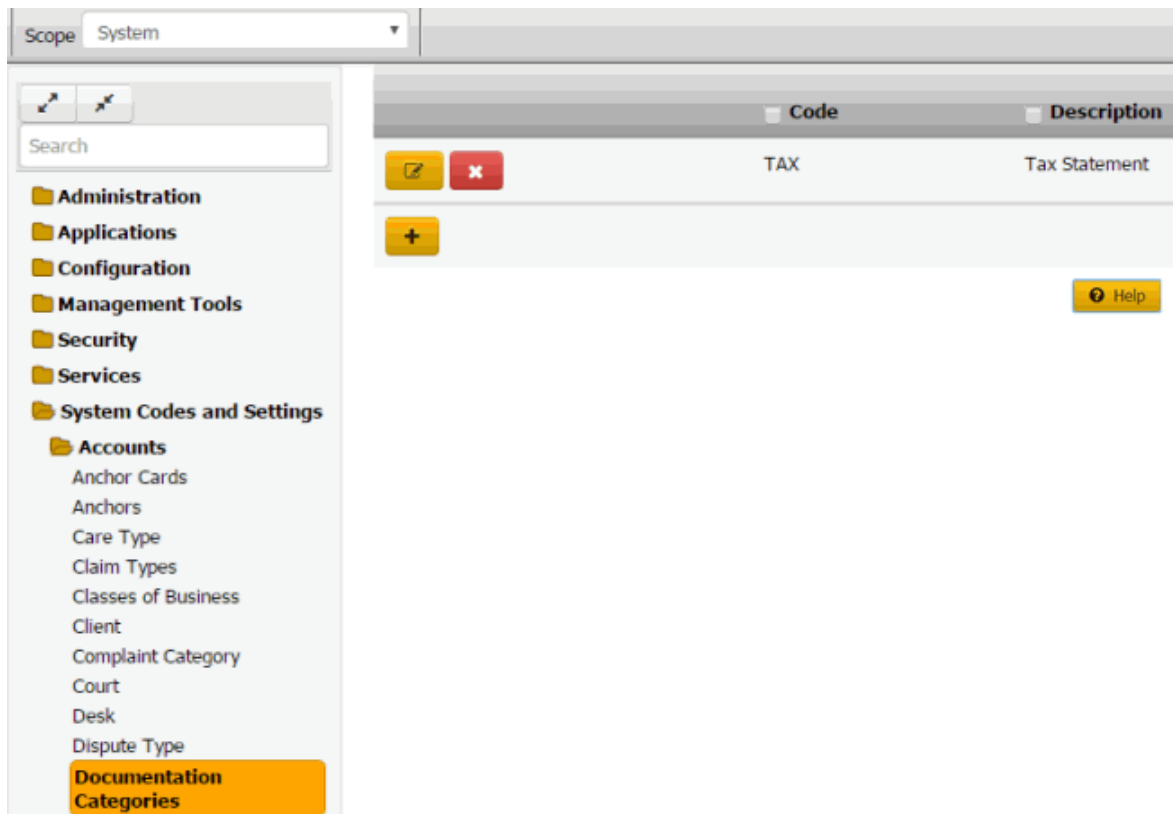 Scope System
Search
Administration
Applications
Configuration
Management Tools
Security
Services
System Codes and Settings
Accounts
Anchor Cards
Anchors
Care Type
Claim Types
Classes of Business
Client
Complaint Category
Court
Desk
Dispute Type
Documentation
Categories
Code Description
TAX Tax Statement
Help